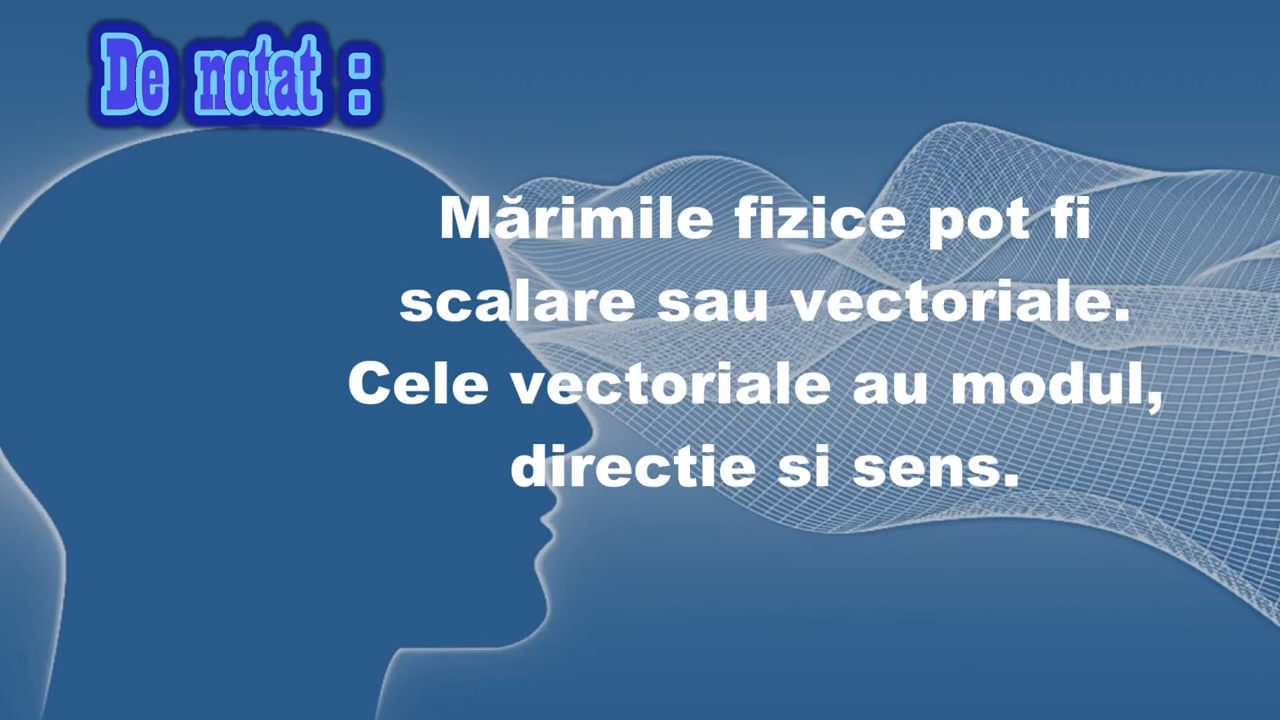 De notat :
Mărimile fizice pot fi
scalare sau vectoriale.
Cele vectoriale au modul,
directie si sens.